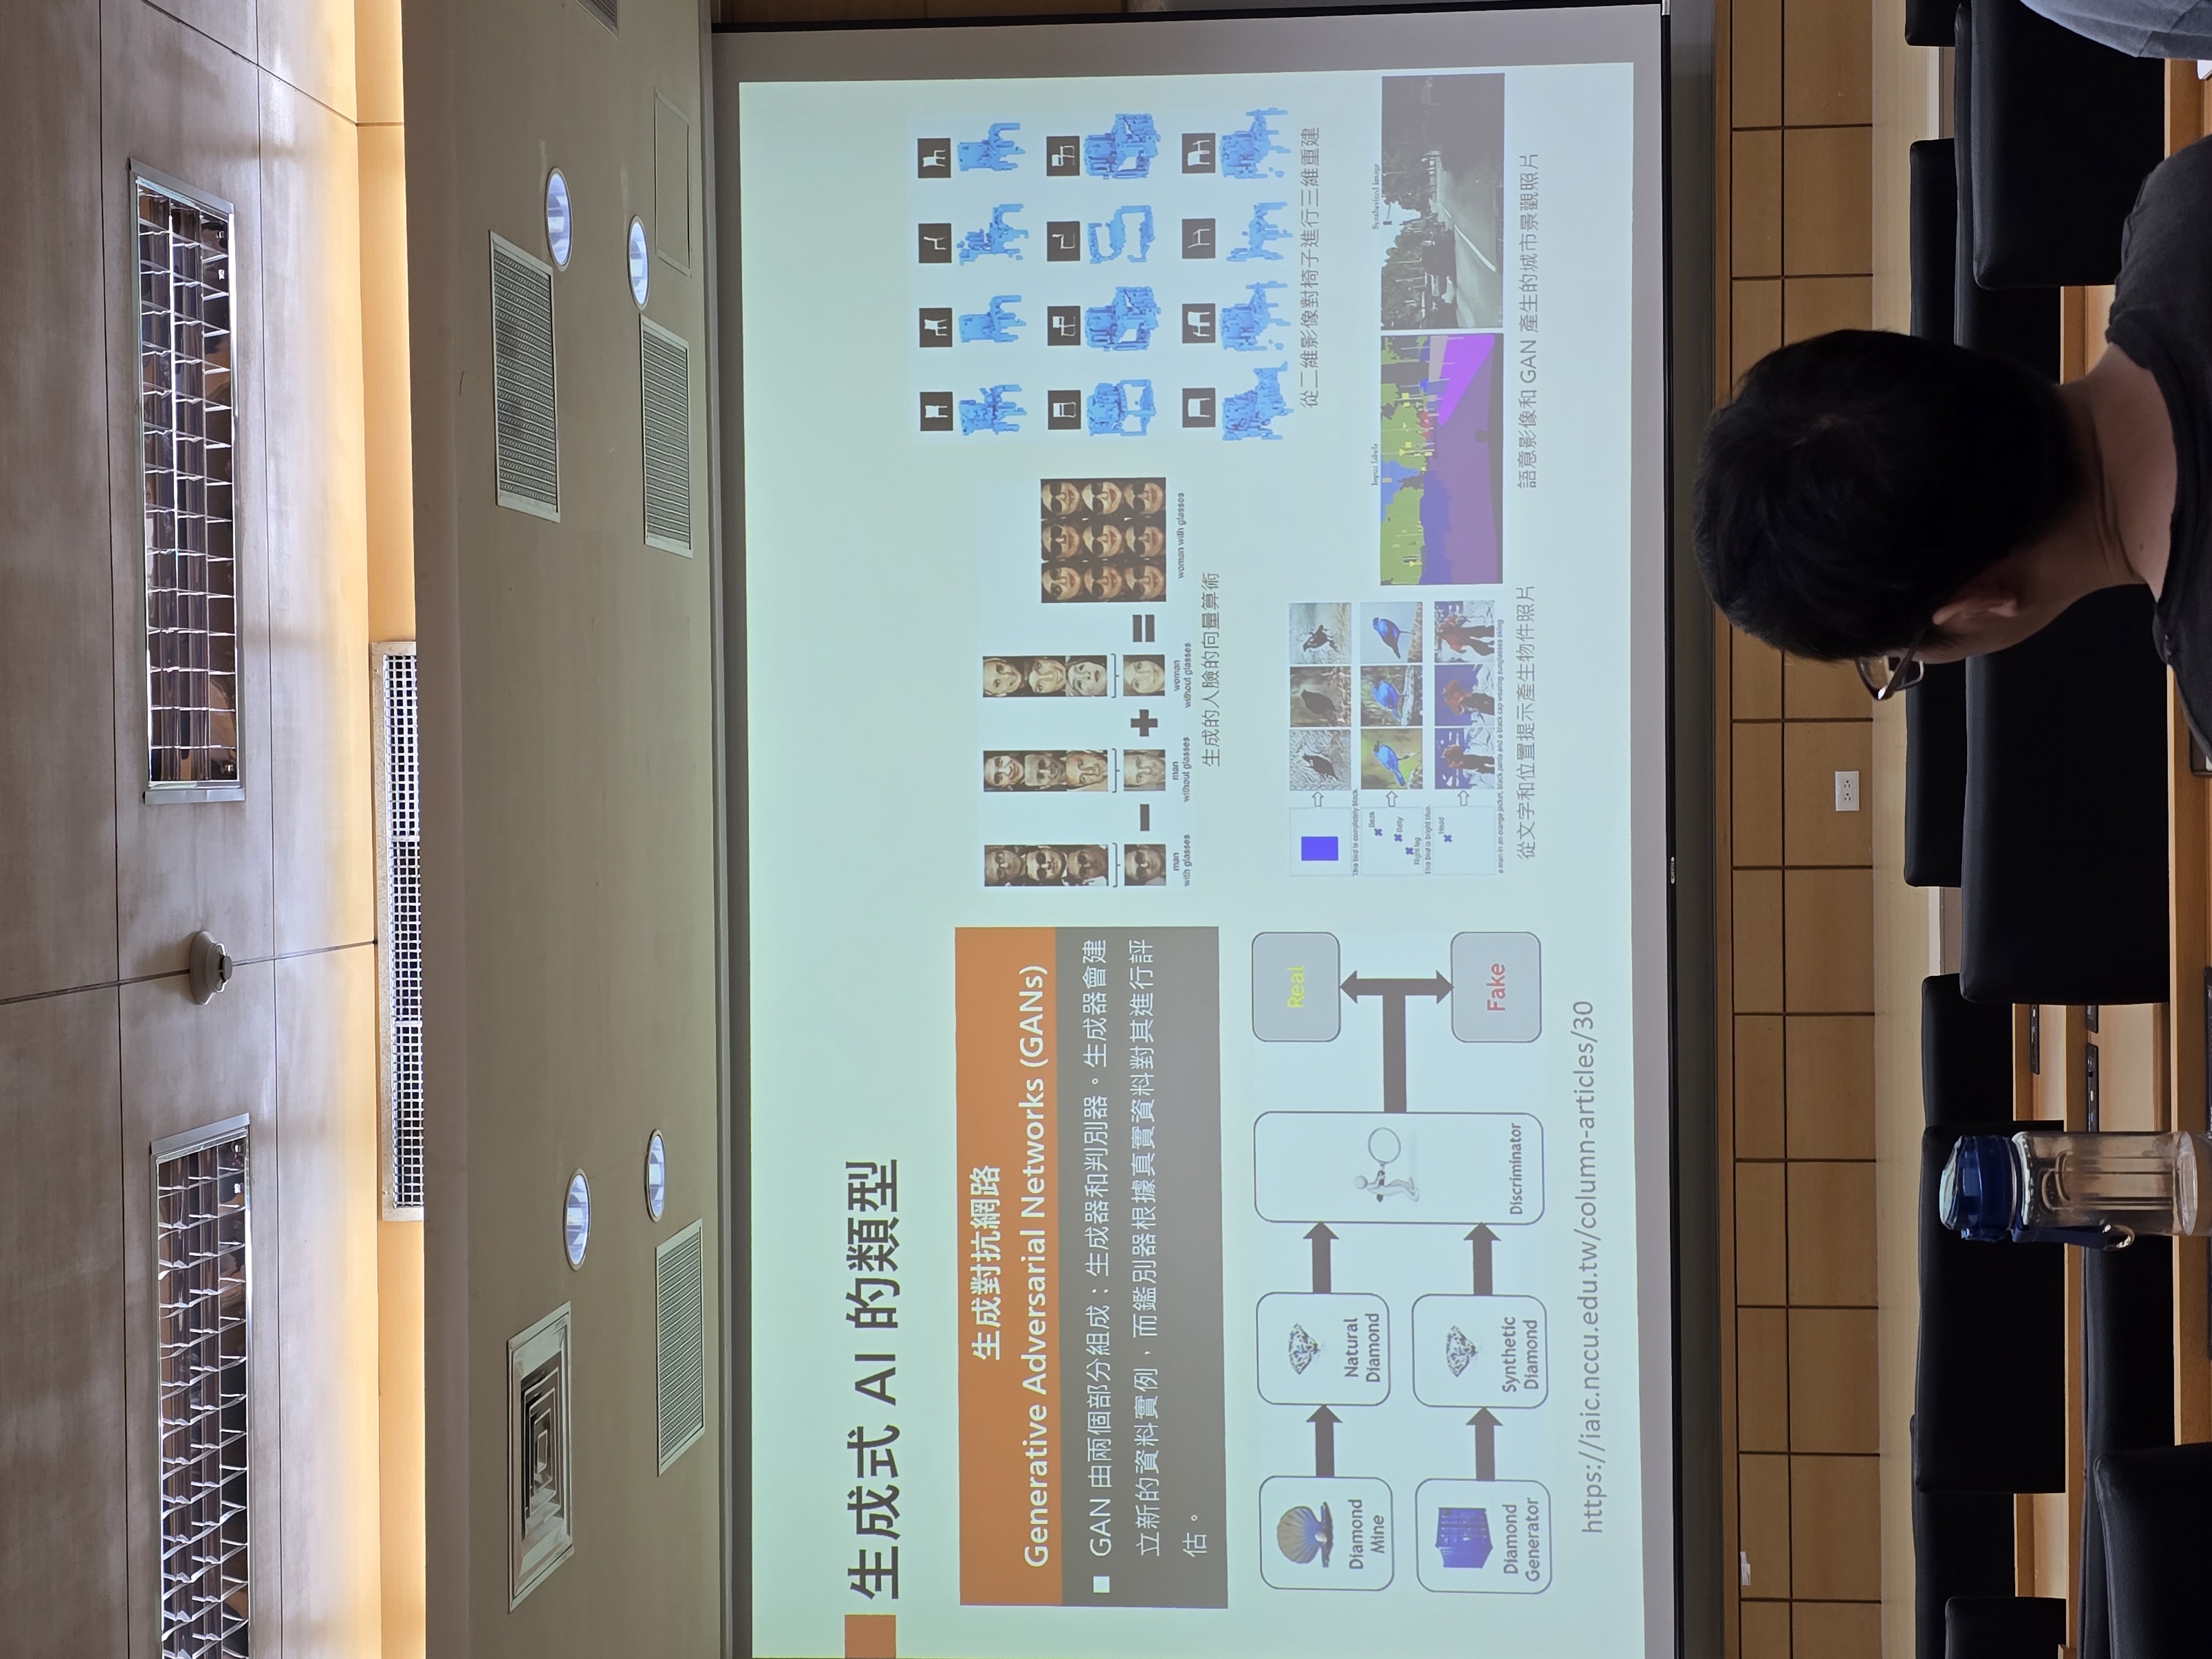 生成式 AI 的類型
生成對抗網路
Generative Adversarial Networks (GANs)
GAN 由兩個部分組成：生成器和判別器。生成器會建
立新的資料實例，而鑑別器根據真實資料對其進行評
估。
Diamond
Mine
Natural
Diamond
Diamond
Generator
Synthetic
Diamond
Discriminator
Real
Fake
https://iaic.nccu.edu.tw/column-articles/30
man
with glasses
man
without glasses
woman
without glasses
woman with glasses
生成的人臉的向量算術
從二維影像對椅子進行三維重建
This bird is completely black.
Beak
Belly
Right leg
This bird is bright blue.
Head
a man in an orange jacket, black pants and a black cap wearing sunglasses skiing
從文字和位置提示產生物件照片
Input labels
Synthesized image
語意影像和 GAN 產生的城市景觀照片